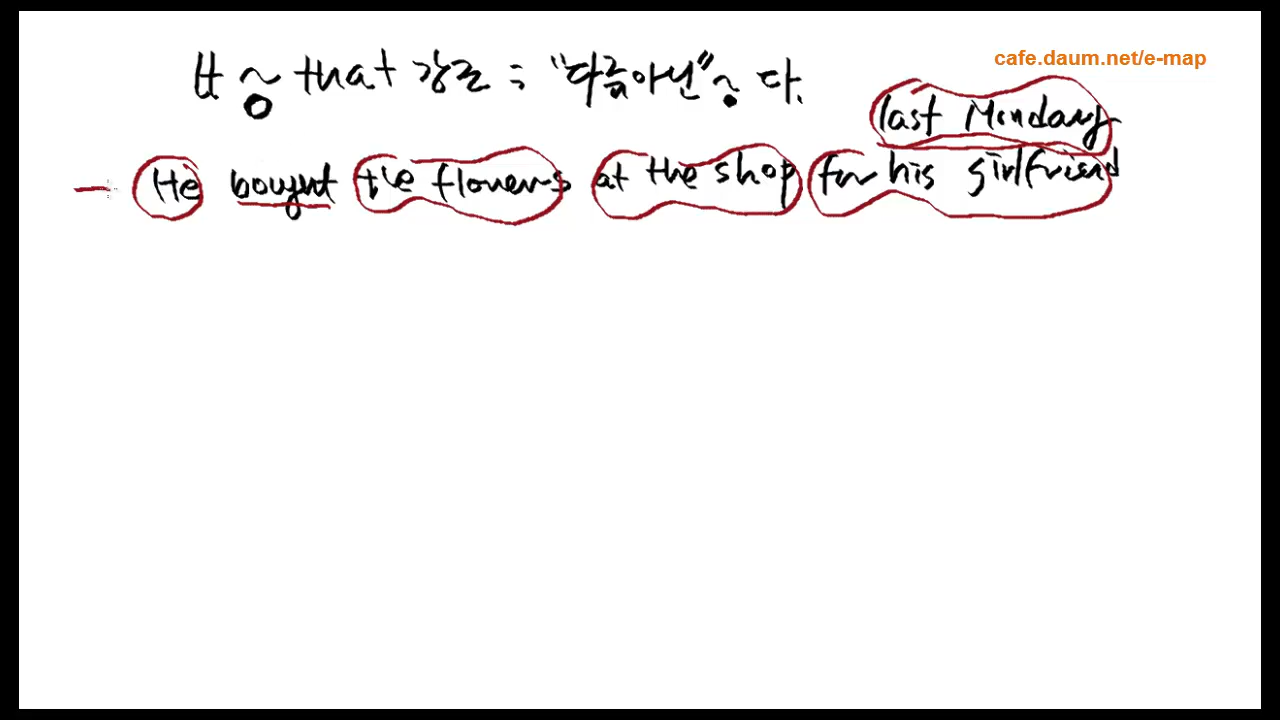 cafe.daum.net/e-map
It ~ that 강조 : "다름아닌" ~ 다.
last Monday
He bought the flowers at the shop for his girlfriend